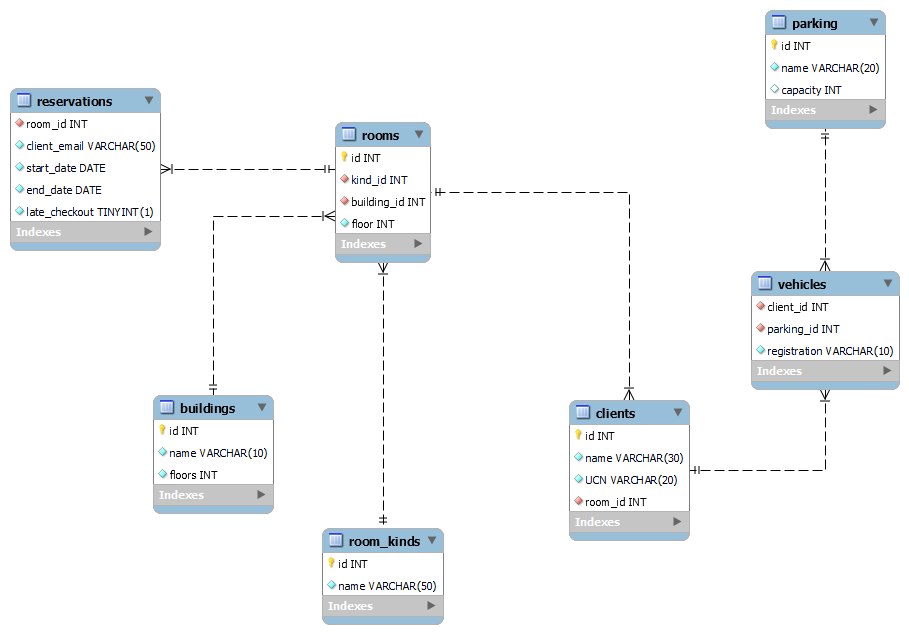 parking
id INT
name VARCHAR(20)
capacity INT
Indexes
reservations
room_id INT
client_email VARCHAR(50)
start_date DATE
end_date DATE
late_checkout TINYINT(1)
Indexes
rooms
id INT
kind_id INT
building_id INT
floor INT
Indexes
vehicles
client_id INT
parking_id INT
registration VARCHAR(10)
Indexes
buildings
id INT
name VARCHAR(10)
floors INT
Indexes
clients
id INT
name VARCHAR(30)
UCN VARCHAR(20)
room_id INT
Indexes
room_kinds
id INT
name VARCHAR(50)
Indexes